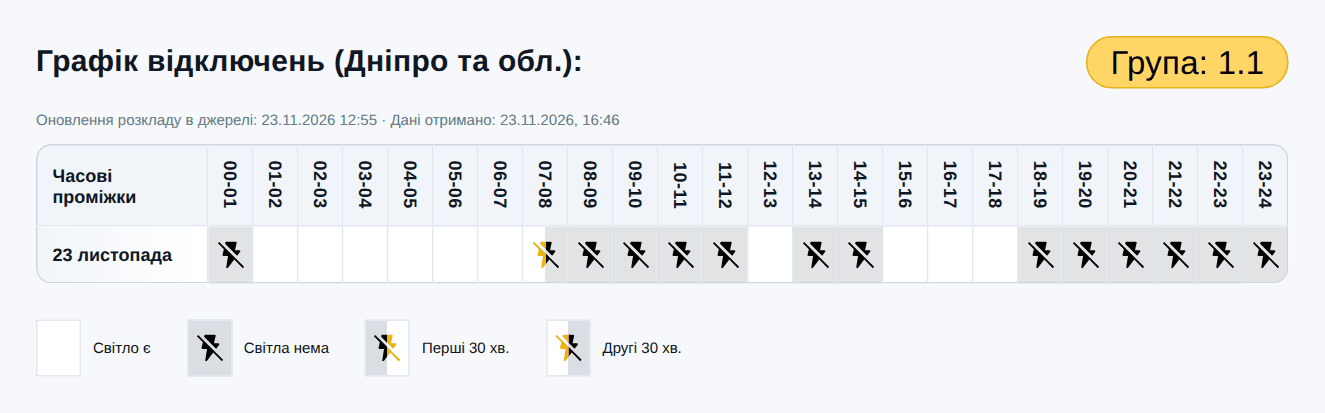 Графік відключень (Дніпро та обл.):
Група: 1.1
Оновлення розкладу в джерелі: 23.11.2026 12:55 · Дані отримано: 23.11.2026, 16:46
Часові
проміжки
00-01
01-02
02-03
03-04
04-05
05-06
06-07
07-08
08-09
09-10
10-11
11-12
12-13
13-14
14-15
15-16
16-17
17-18
18-19
19-20
20-21
21-22
22-23
23-24
23 листопада
Світло є
Світла нема
Перші 30 хв.
Другі 30 хв.